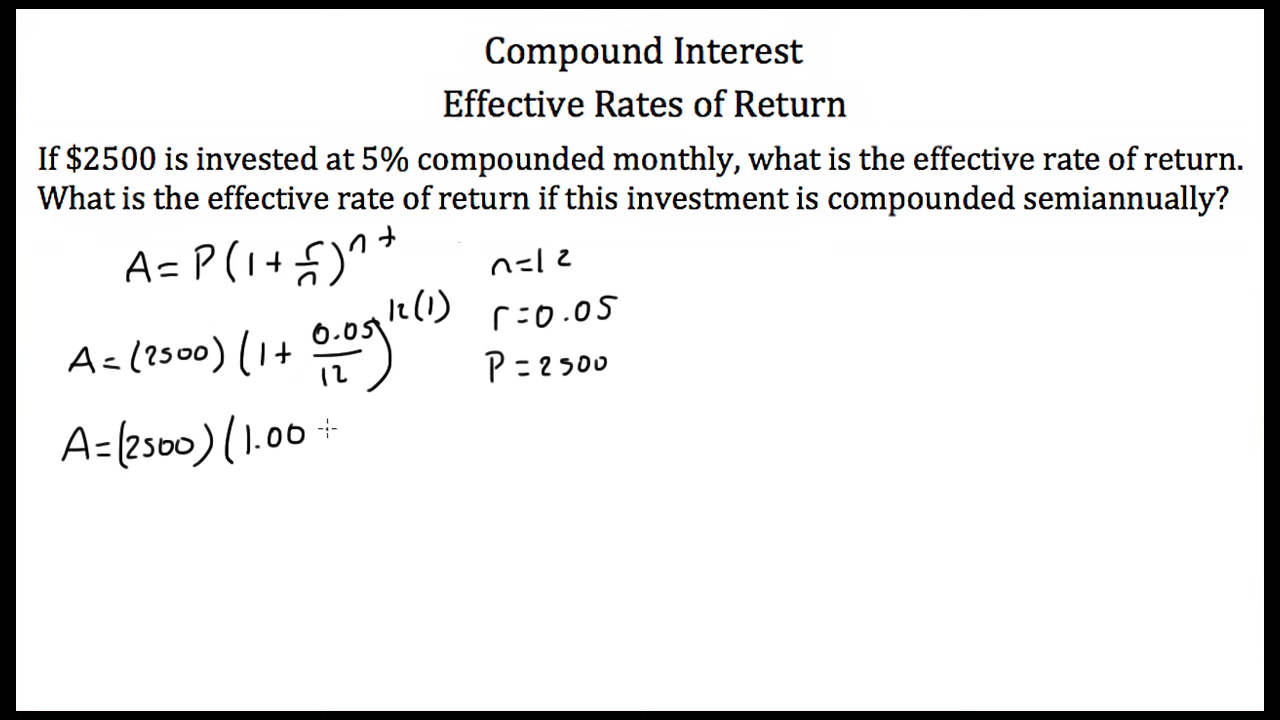 Compound Interest
Effective Rates of Return
If $2500 is invested at 5% compounded monthly, what is the effective rate of return.
What is the effective rate of return if this investment is compounded semiannually?
A = P(1 + r/n)^nt
n=12
A = (2500)(1 + 0.05/12)^12(1)
r=0.05
P=2500
A=(2500)(1.00